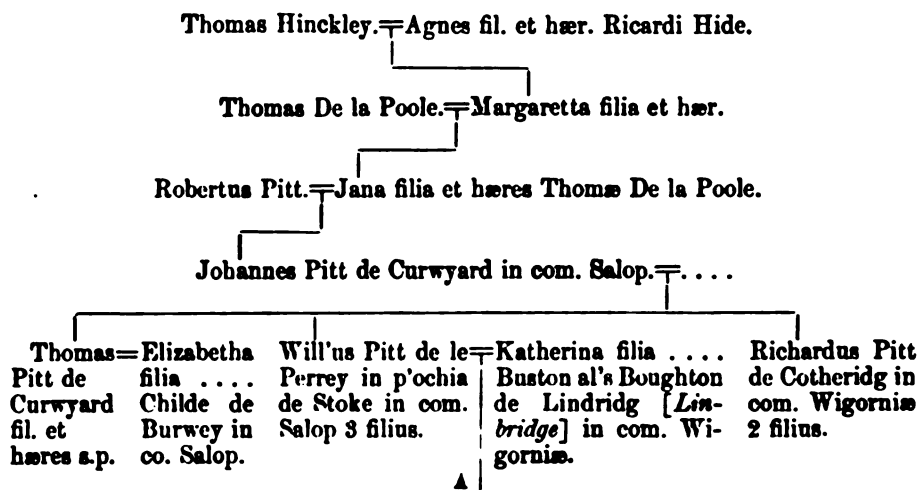 Thomas Hinckley.=Agnes fil. et hær. Ricardi Hide.
Thomas De la Poole.=Margaretta filia et hær.
Robertus Pitt.=Jana filia et hæres Thomæ De la Poole.
Johannes Pitt de Curwyard in com. Salop.=. . . .
Thomas=
Pitt de
Curwyard
fil. et
hæres s.p.
Elizabetha
filia . . . .
Childe de
Burwey in
co. Salop.
Will'us Pitt de le=
Perrey in p'ochia
de Stoke in com.
Salop 3 filius.
Katherina filia . . . .
Buston al's Boughton
de Lindridg [Lin-
bridge] in com. Wi-
gorniæ.
Richardus Pitt
de Cotheridg in
com. Wigorniæ
2 filius.
A